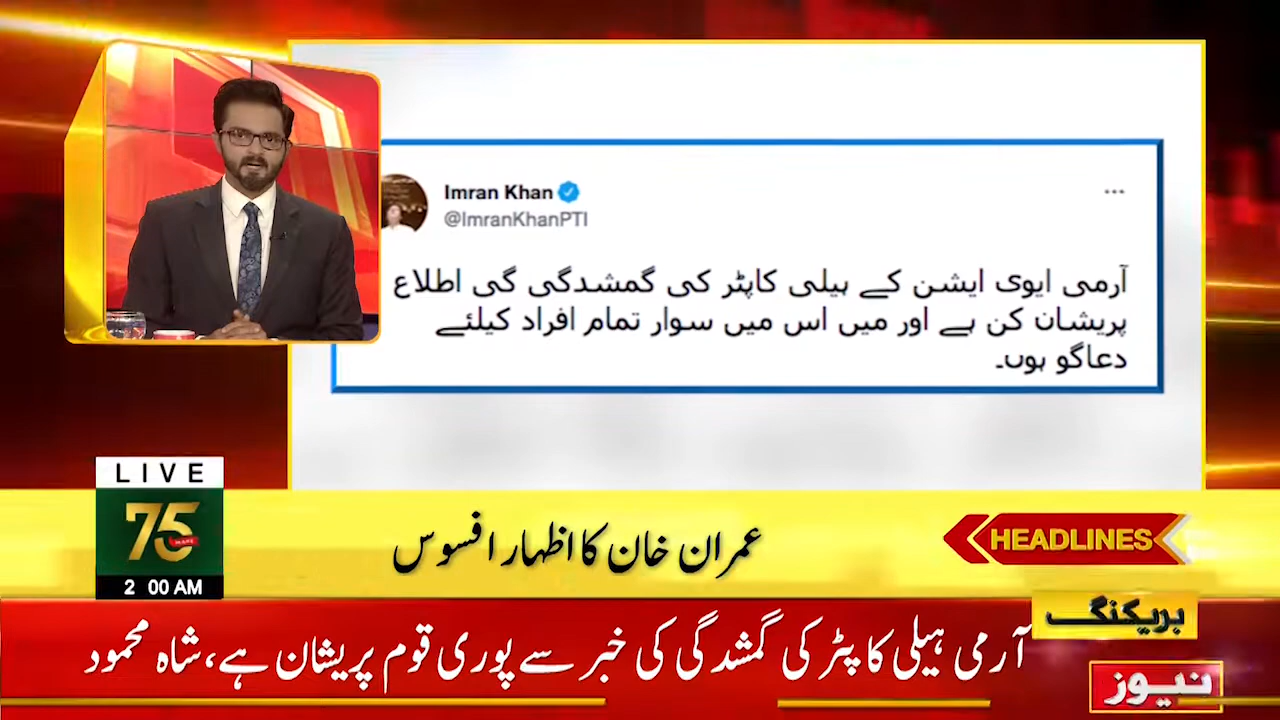 Imran Khan
@ImranKhanPTI
آرمی ایوی ایشن کے ہیلی کاپٹر کی گمشدگی گی اطلاع
پریشان کن ہے اور میں اس میں سوار تمام افراد کیلئے
دعاگو ہوں۔
LIVE
75
YEARS
2 00 AM
عمران خان کا اظہار افسوس
HEADLINES
بریکنگ
آرمی ہیلی کاپٹر کی گمشدگی کی خبر سے پوری قوم پریشان ہے، شاہ محمود
نیوز